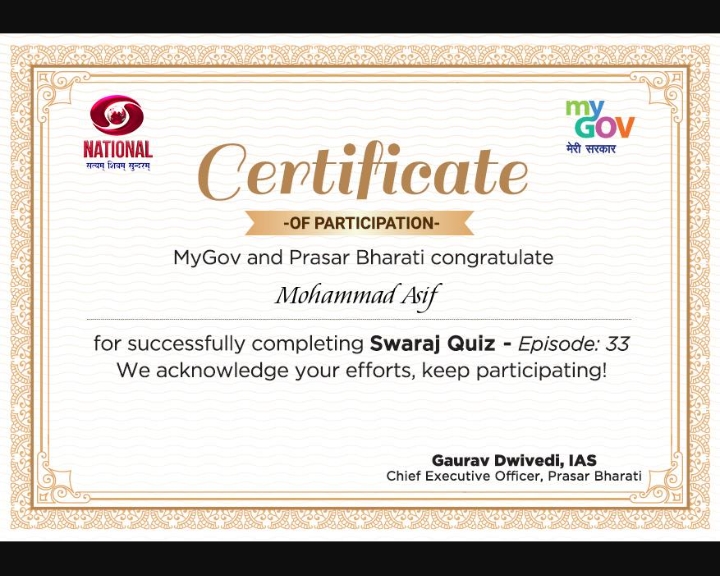 NATIONAL
सत्यम् शिवम् सुन्दरम्
my
GOV
मेरी सरकार
Certificate
-OF PARTICIPATION-
MyGov and Prasar Bharati congratulate
Mohammad Asif
for successfully completing Swaraj Quiz - Episode: 33
We acknowledge your efforts, keep participating!
Gaurav Dwivedi, IAS
Chief Executive Officer, Prasar Bharati